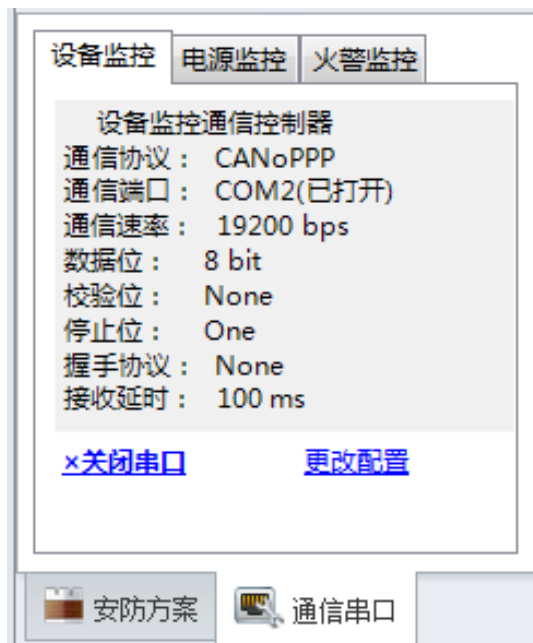 设备监控 电源监控 火警监控
设备监控通信控制器
通信协议： CANoPPP
通信端口： COM2(已打开)
通信速率： 19200 bps
数据位： 8 bit
校验位： None
停止位： One
握手协议： None
接收延时： 100 ms
×关闭串口 更改配置
安防方案 通信串口